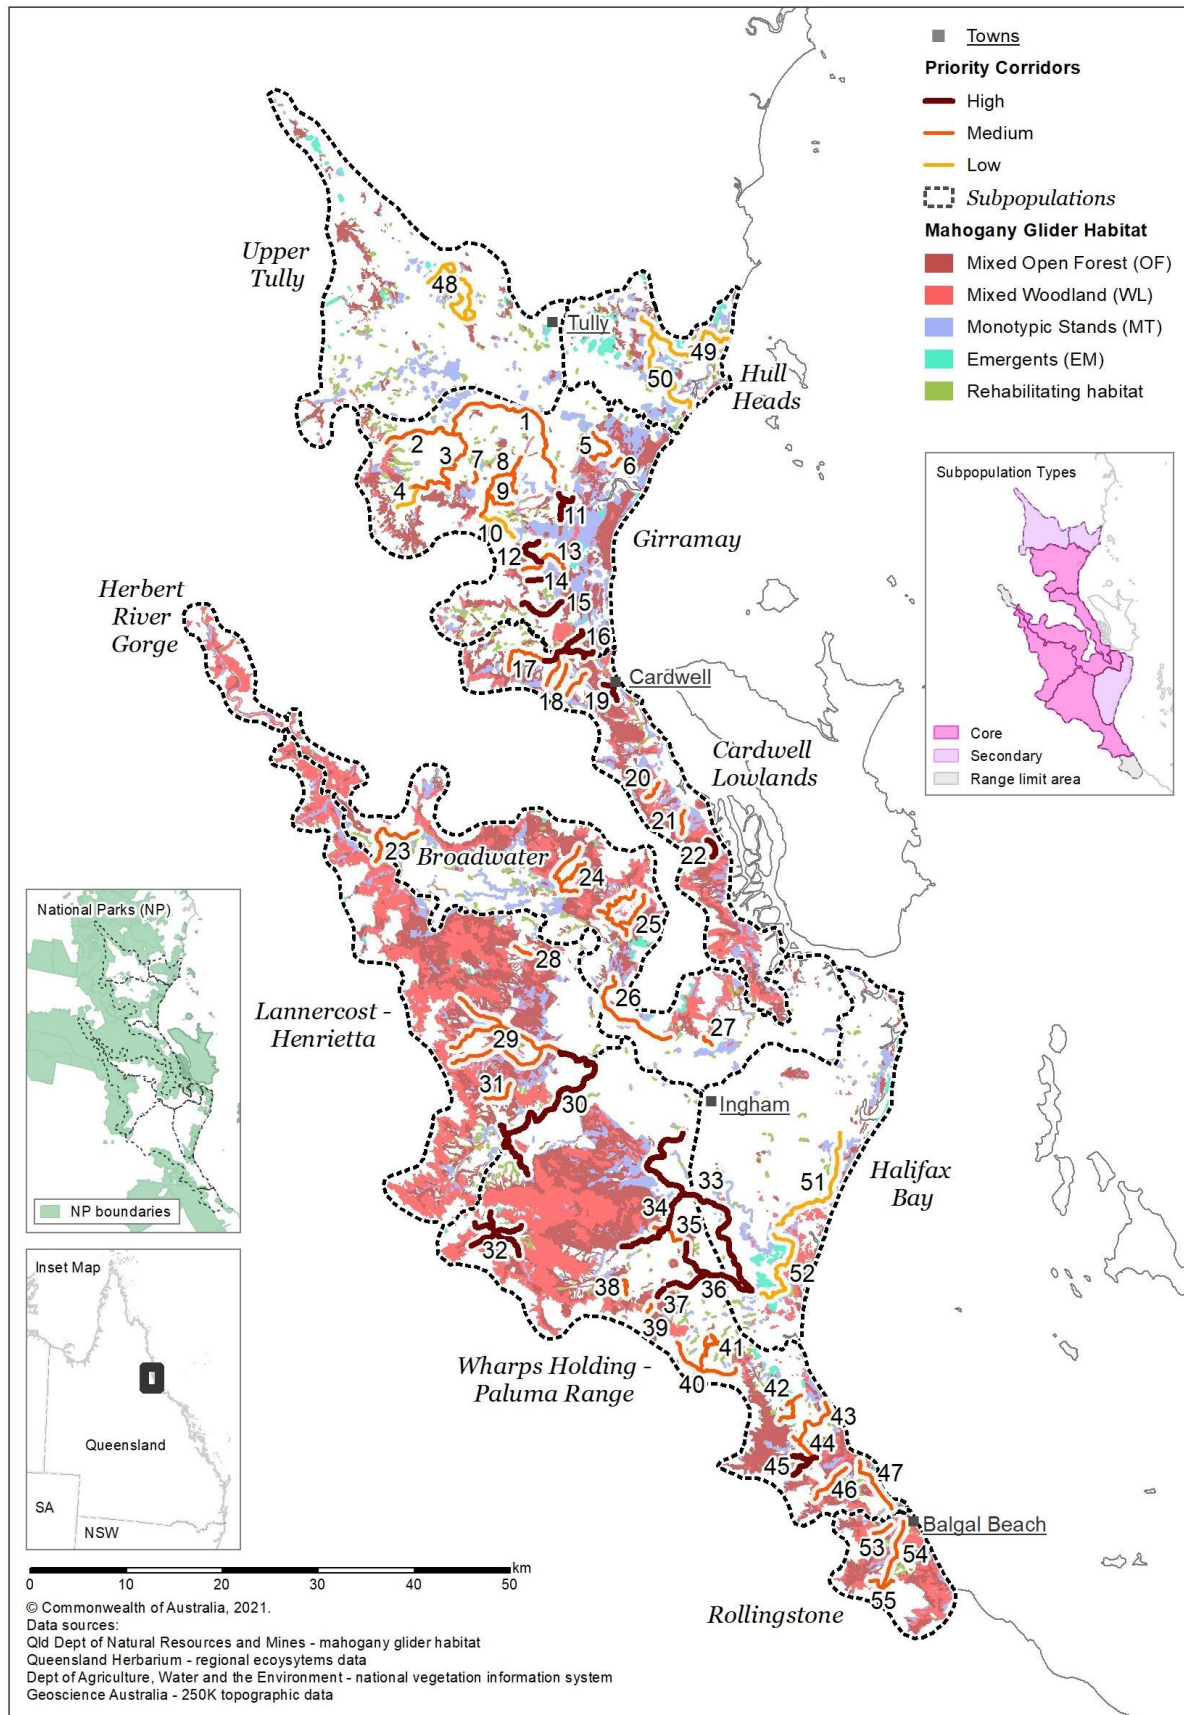 Towns
Priority Corridors
High
Medium
Low
Subpopulations
Mahogany Glider Habitat
Mixed Open Forest (OF)
Mixed Woodland (WL)
Monotypic Stands (MT)
Emergents (EM)
Rehabilitating habitat
Upper
Tully
48
Tully
49
50
Hull
Heads
1
2
3
4
5
6
7
8
9
10
11
Girramay
12
13
14
15
16
17
18
19
Cardwell
Herbert
River
Gorge
Cardwell
Lowlands
20
21
22
23
Broadwater
24
25
26
27
28
Lannercost -
Henrietta
29
30
31
Ingham
Halifax
Bay
32
33
34
35
36
37
38
39
40
41
51
52
Wharps Holding -
Paluma Range
42
43
44
45
46
47
Balgal Beach
53
54
55
Rollingstone
Subpopulation Types
Core
Secondary
Range limit area
National Parks (NP)
NP boundaries
Inset Map
Queensland
SA
NSW
km
0 10 20 30 40 50
© Commonwealth of Australia, 2021.
Data sources:
Qld Dept of Natural Resources and Mines - mahogany glider habitat
Queensland Herbarium - regional ecoysytems data
Dept of Agriculture, Water and the Environment - national vegetation information system
Geoscience Australia - 250K topographic data